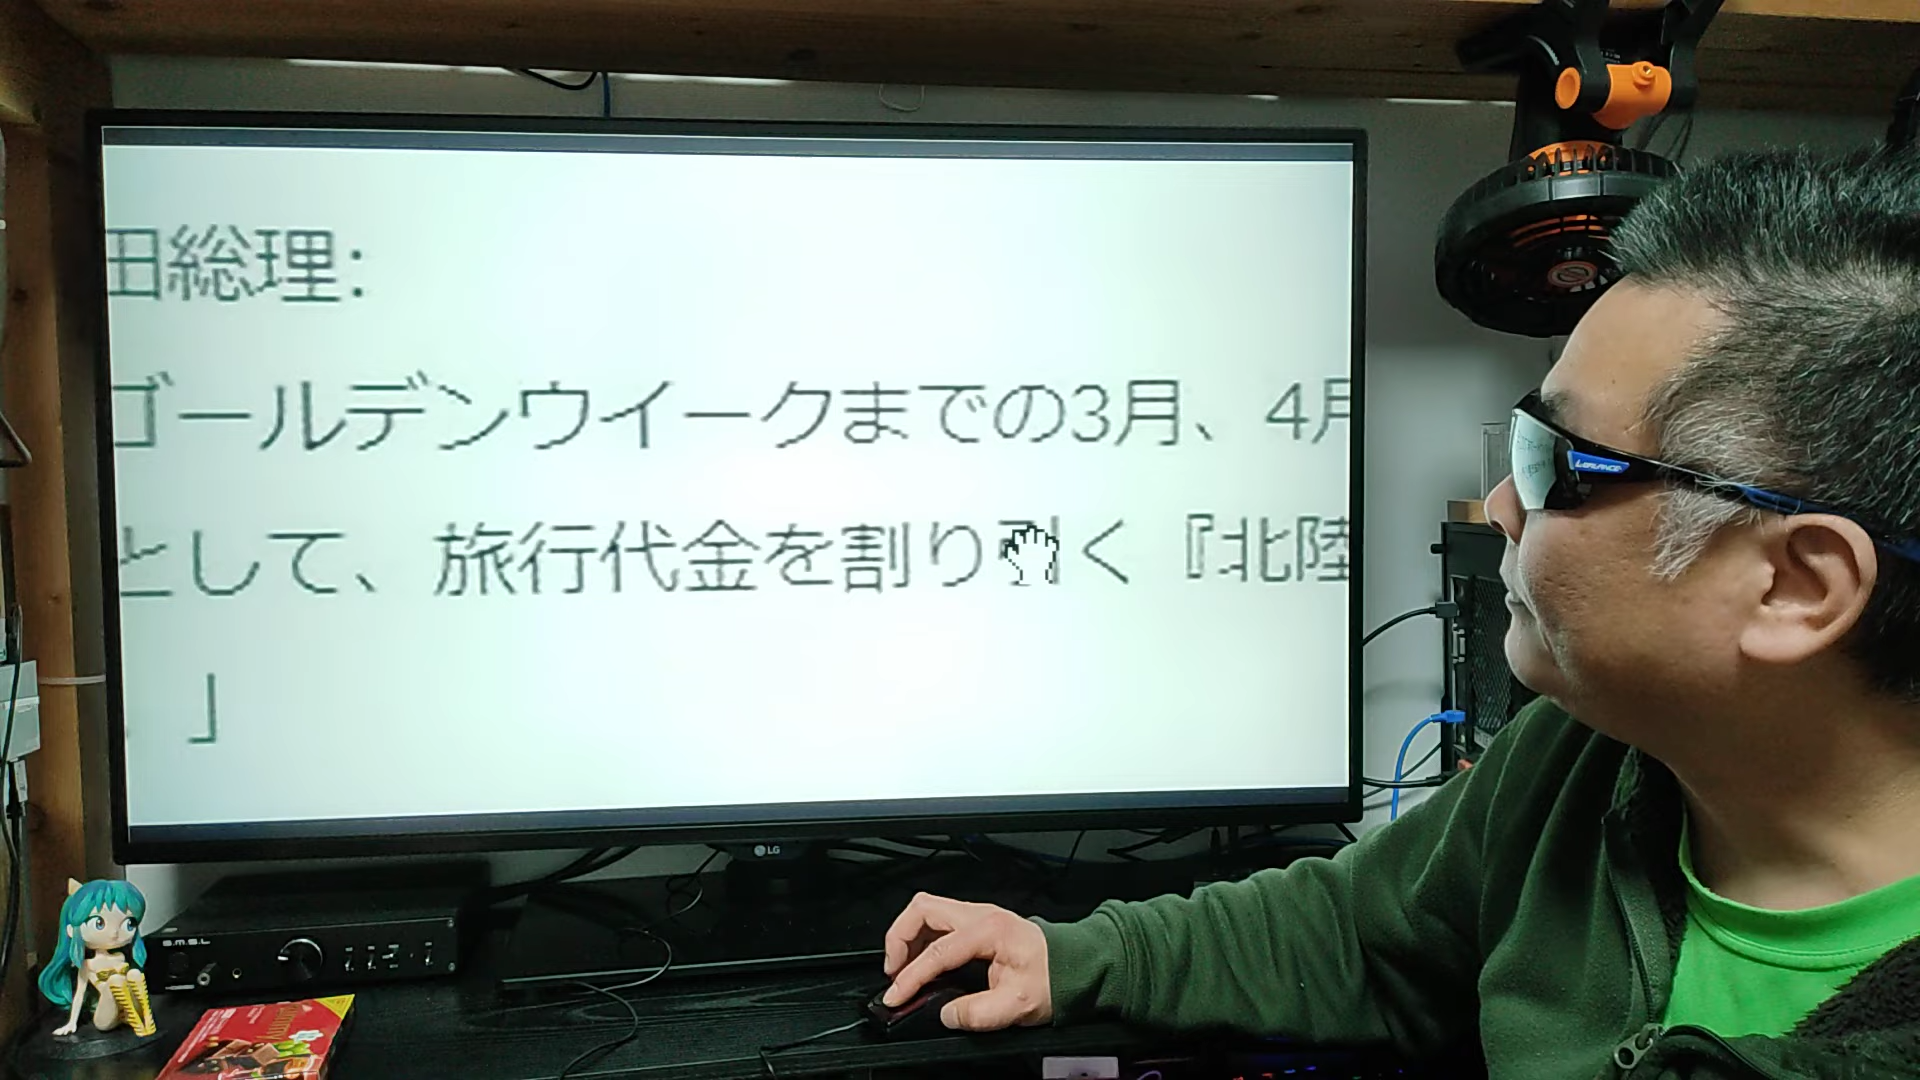 田総理:
ゴールデンウイークまでの3月、4月
として、旅行代金を割り引く『北陸
。」
LG
S.M.S.L